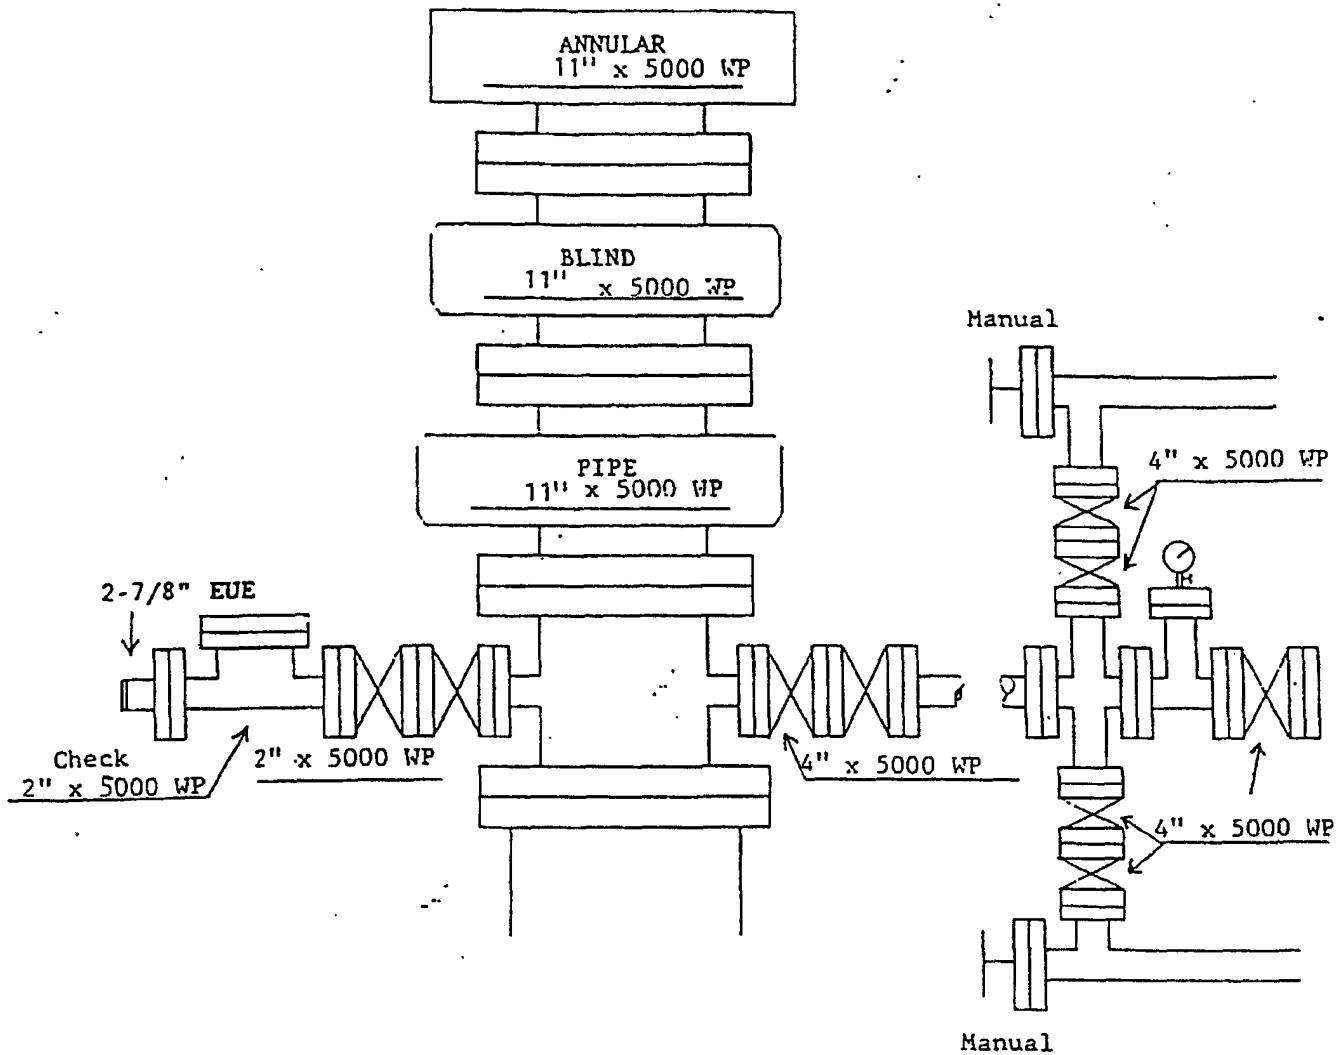 ANNULAR
11" x 5000 WP
BLIND
11" x 5000 WP
Manual
PIPE
11" x 5000 WP
4" x 5000 WP
2-7/8" EUE
Check
2" x 5000 WP
2" x 5000 WP
4" x 5000 WP
4" x 5000 WP
Manual